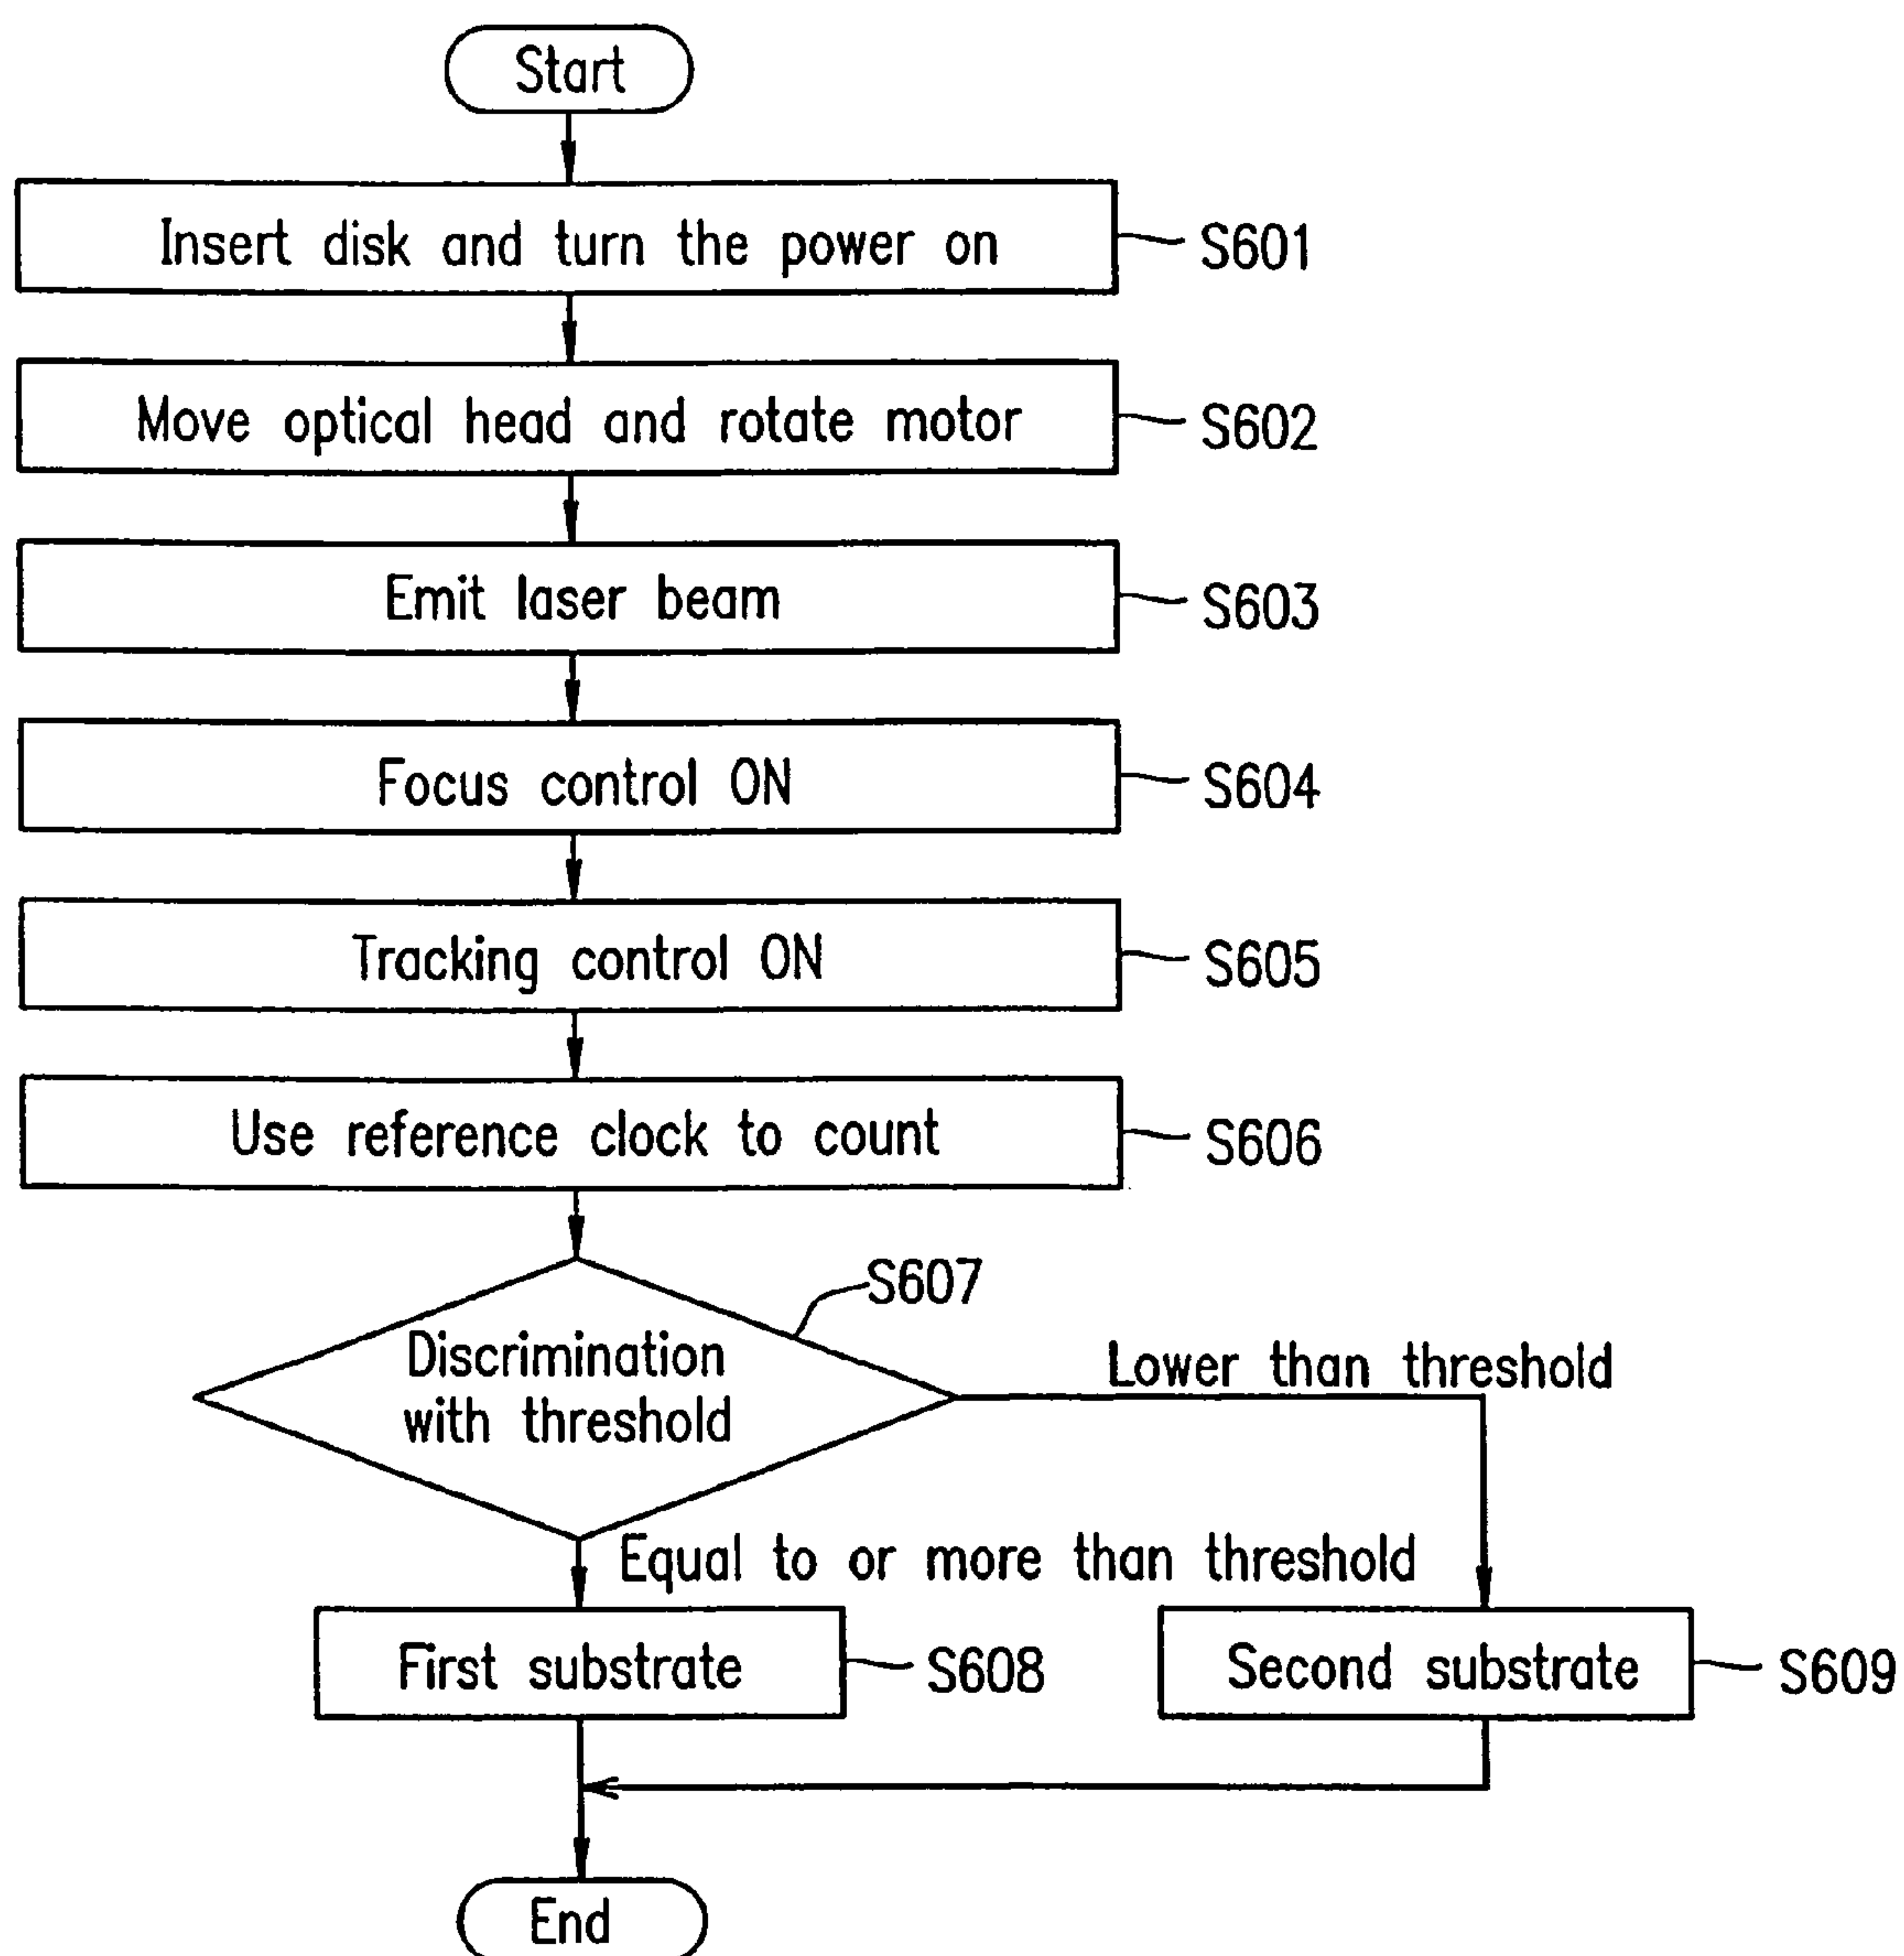 Start
Insert disk and turn the power on
S601
Move optical head and rotate motor
S602
Emit laser beam
S603
Focus control ON
S604
Tracking control ON
S605
Use reference clock to count
S606
S607
Discrimination
with threshold
Lower than threshold
Equal to or more than threshold
First substrate
S608
Second substrate
S609
End